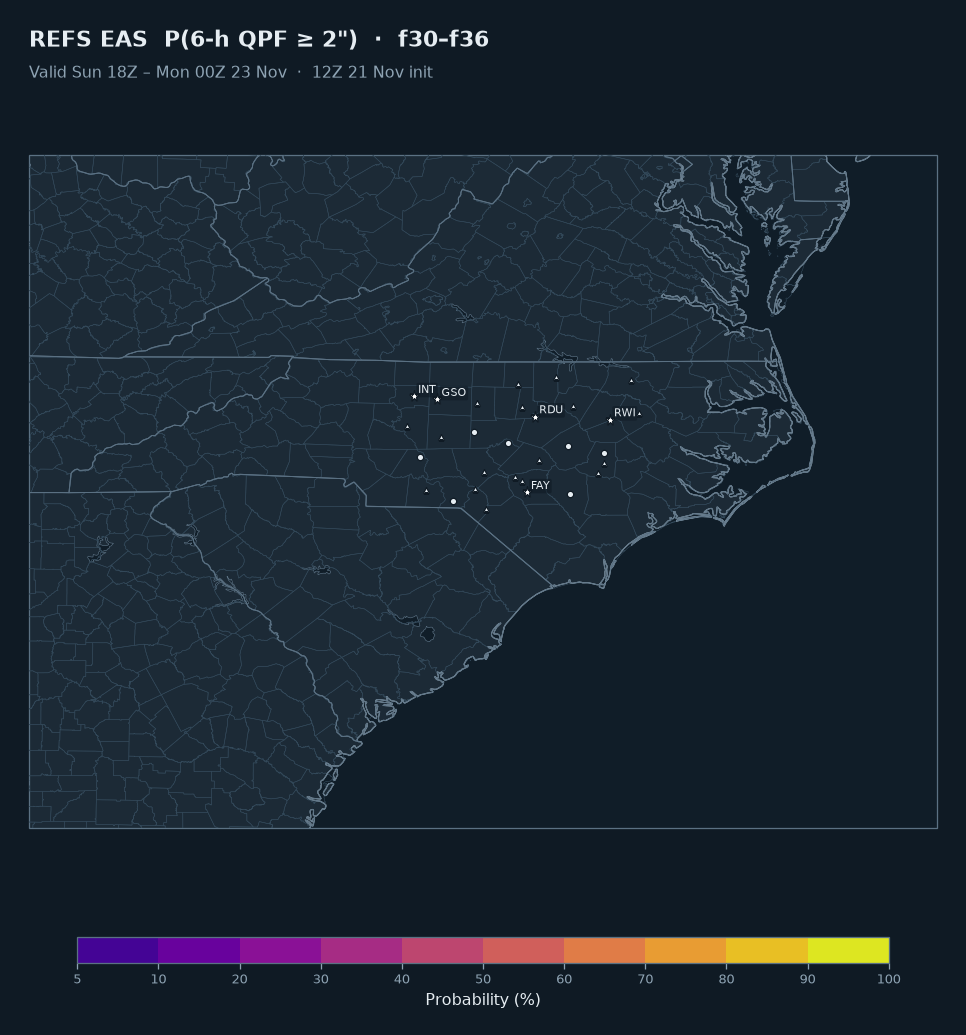 REFS EAS  P(6-h QPF ≥ 2")  ·  f30–f36
Valid Sun 18Z – Mon 00Z 23 Nov  ·  12Z 21 Nov init
INT
GSO
RDU
RWI
FAY
5 10 20 30 40 50 60 70 80 90 100
Probability (%)